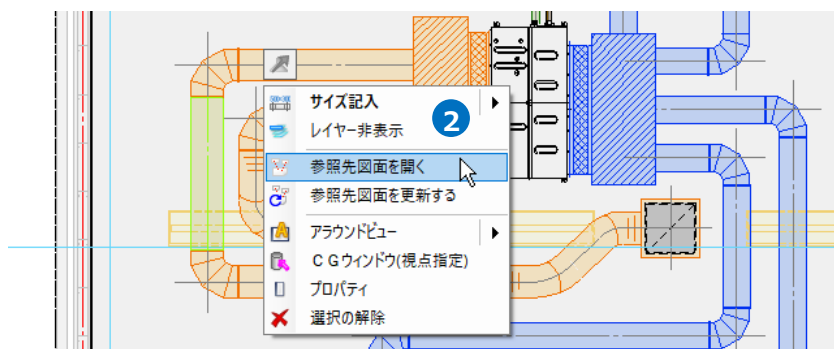 サイズ記入
2
レイヤー非表示
参照先図面を開く
参照先図面を更新する
アラウンドビュー
ＣＧウィンドウ(視点指定)
プロパティ
選択の解除